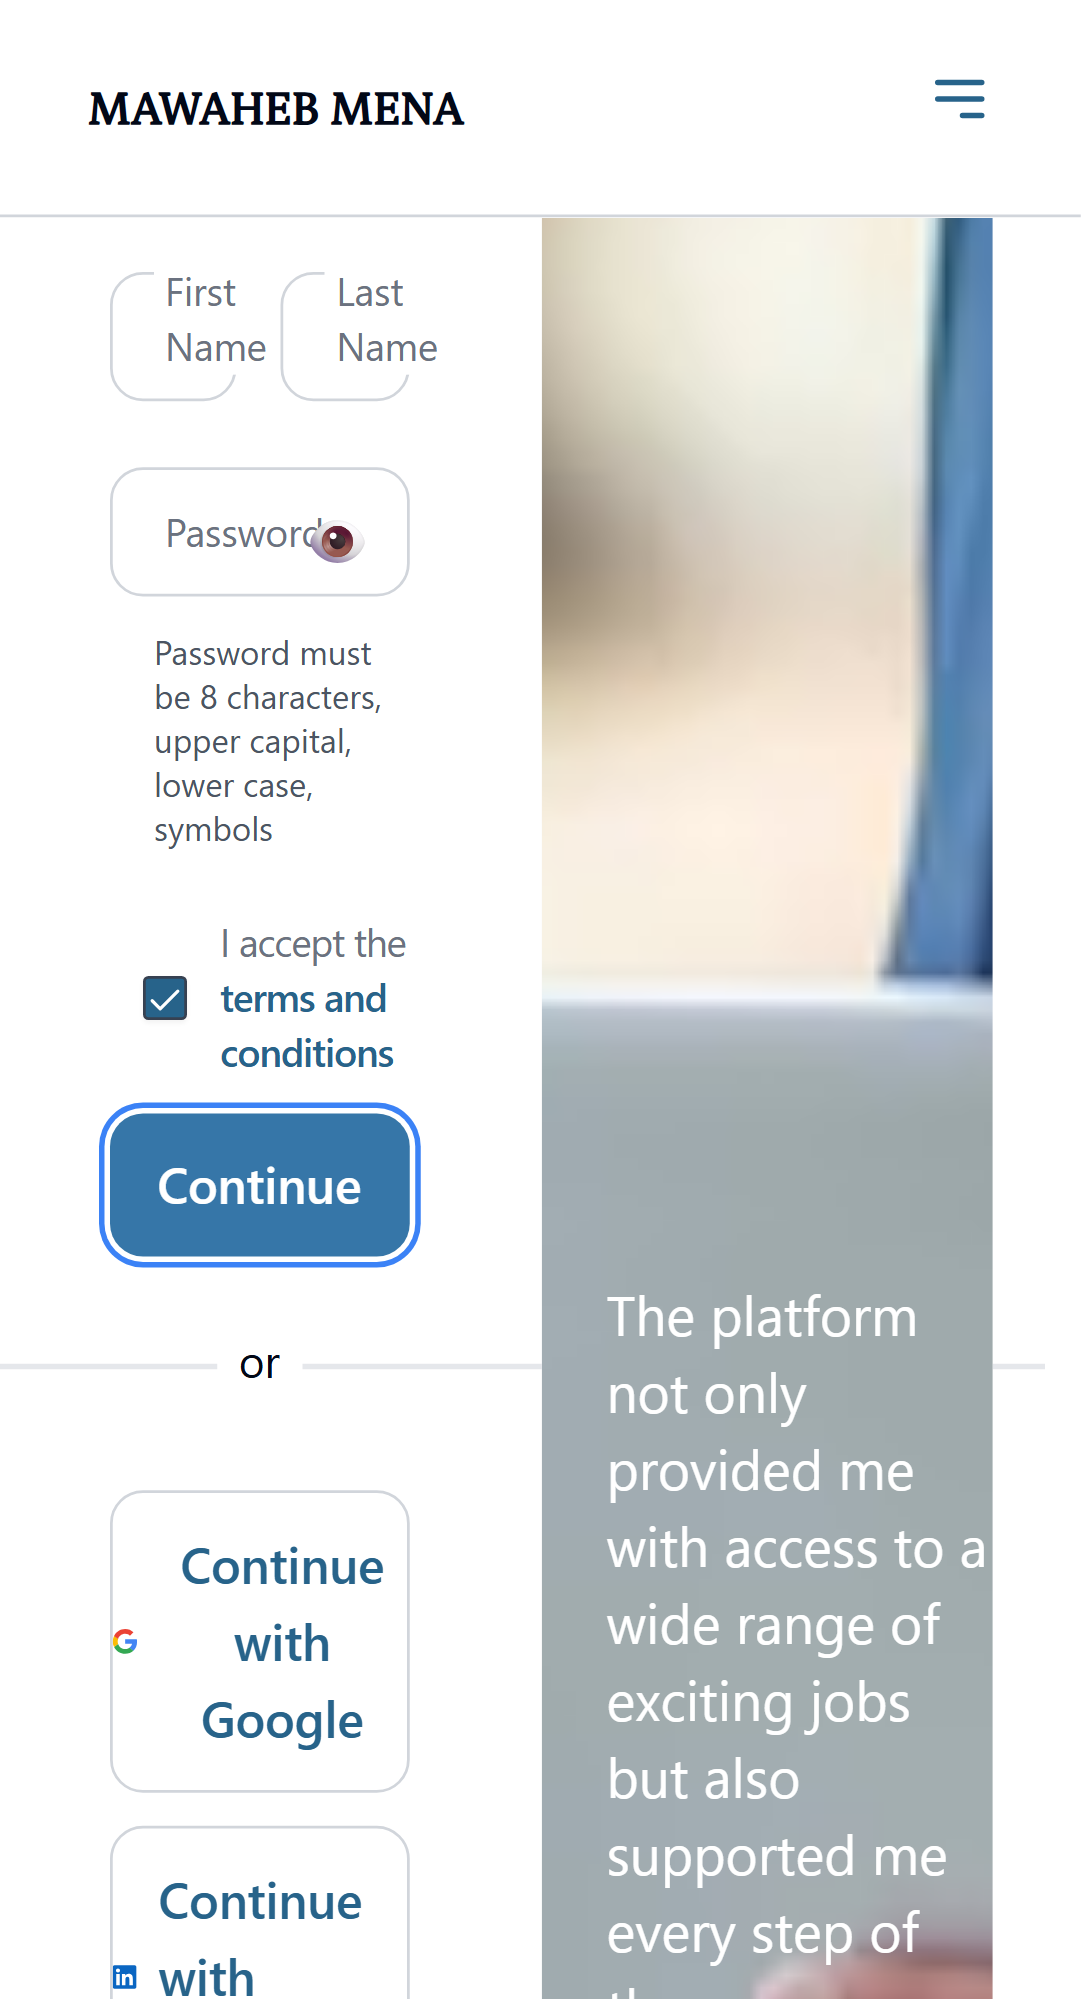 MAWAHEB MENA
First
Name
Last
Name
Password
Password must
be 8 characters,
upper capital,
lower case,
symbols
I accept the
terms and
conditions
Continue
or
Continue
with
Google
Continue
with
The platform
not only
provided me
with access to a
wide range of
exciting jobs
but also
supported me
every step of